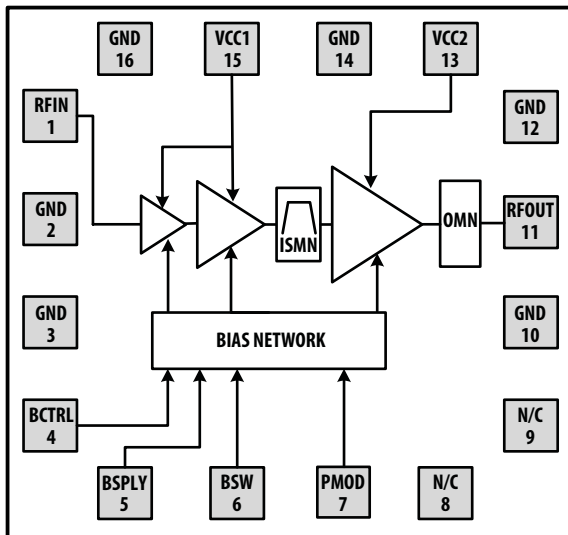 GND
16
VCC1
15
GND
14
VCC2
13
RFIN
1
GND
12
GND
2
ISMN
OMN
RFOUT
11
GND
3
BIAS NETWORK
GND
10
BCTRL
4
N/C
9
BSPLY
5
BSW
6
PMOD
7
N/C
8